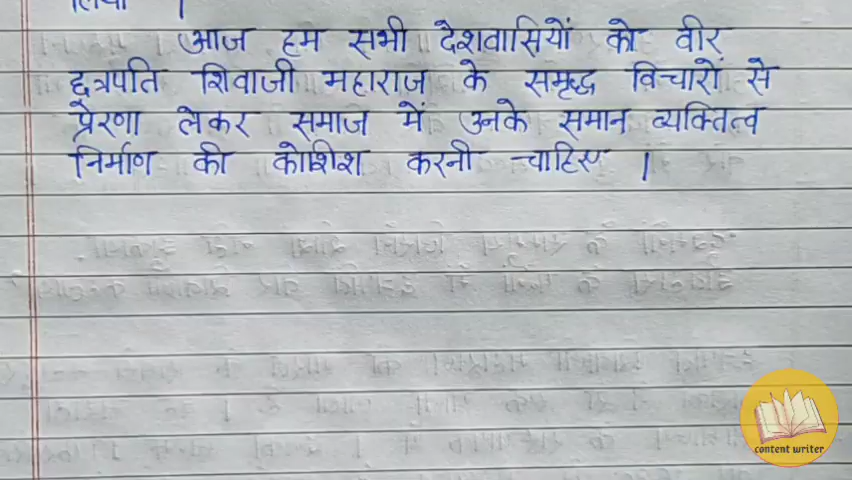 लिया ।
आज हम सभी देशवासियों को वीर
छत्रपति शिवाजी महाराज के समृद्ध विचारों से
प्रेरणा लेकर समाज में उनके समान व्यक्तित्व
निर्माण की कोशिश करनी चाहिए ।
content writer